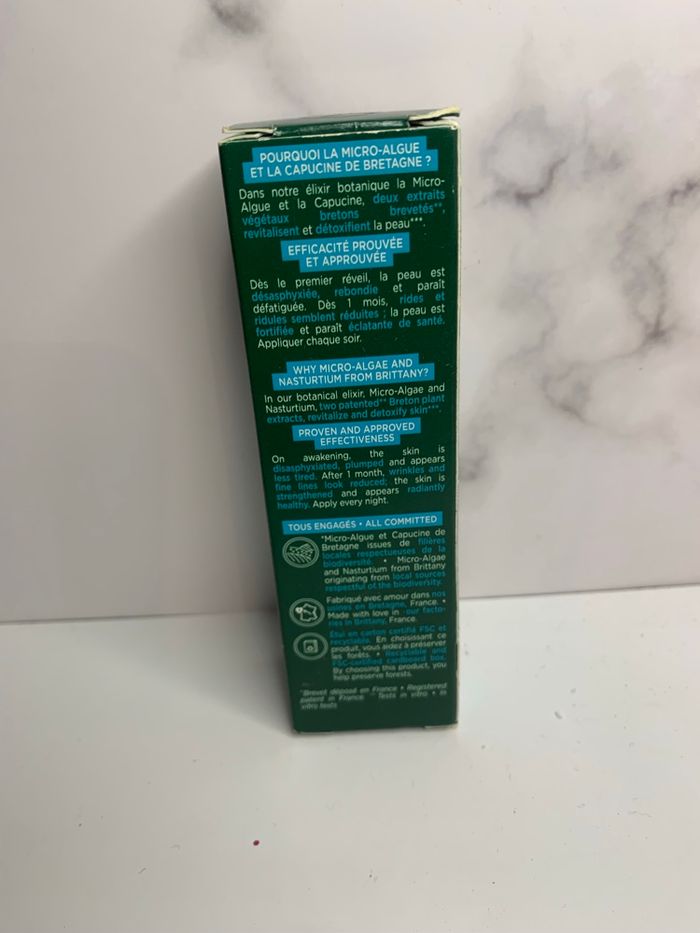 POURQUOI LA MICRO-ALGUE
ET LA CAPUCINE DE BRETAGNE ?
Dans notre élixir botanique la Micro-
Algue et la Capucine, deux extraits
végétaux bretons brevetés**,
revitalisent et détoxifient la peau***.
EFFICACITÉ PROUVÉE
ET APPROUVÉE
Dès le premier réveil, la peau est
désasphyxiée, rebondie et paraît
défatiguée. Dès 1 mois, rides et
ridules semblent réduites ; la peau est
fortifiée et paraît éclatante de santé.
Appliquer chaque soir.
WHY MICRO-ALGAE AND
NASTURTIUM FROM BRITTANY?
In our botanical elixir, Micro-Algae and
Nasturtium, two patented** Breton plant
extracts, revitalize and detoxify skin***.
PROVEN AND APPROVED
EFFECTIVENESS
On awakening, the skin is
disasphyxiated, plumped and appears
less tired. After 1 month, wrinkles and
fine lines look reduced; the skin is
strengthened and appears radiantly
healthy. Apply every night.
TOUS ENGAGÉS • ALL COMMITTED
*Micro-Algue et Capucine de
Bretagne issues de filières
locales respectueuses de la
biodiversité. • Micro-Algae
and Nasturtium from Brittany
originating from local sources
respectful of the biodiversity.
Fabriqué avec amour dans nos
usines en Bretagne, France. •
Made with love in our facto-
ries in Brittany, France.
Étui en carton certifié FSC et
recyclable. En choisissant ce
produit, vous aidez à préserver
les forêts. • Recyclable and
FSC-certified cardboard box.
By choosing this product, you
help preserve forests.
**Brevet déposé en France • Registered
patent in France. ***Tests in vitro • In
vitro tests